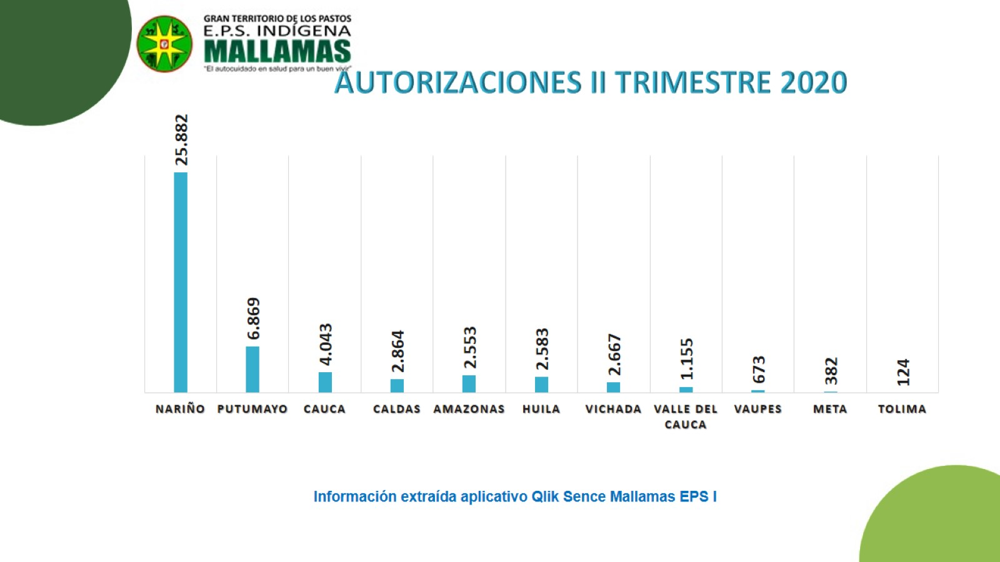 GRAN TERRITORIO DE LOS PASTOS
E.P.S. INDÍGENA
MALLAMAS
"El autocuidado en salud para un buen vivir"
AUTORIZACIONES II TRIMESTRE 2020
25.882
6.869
4.043
2.864
2.553
2.583
2.667
1.155
673
382
124
NARIÑO
PUTUMAYO
CAUCA
CALDAS
AMAZONAS
HUILA
VICHADA
VALLE DEL
CAUCA
VAUPES
META
TOLIMA
Información extraída aplicativo Qlik Sence Mallamas EPS I